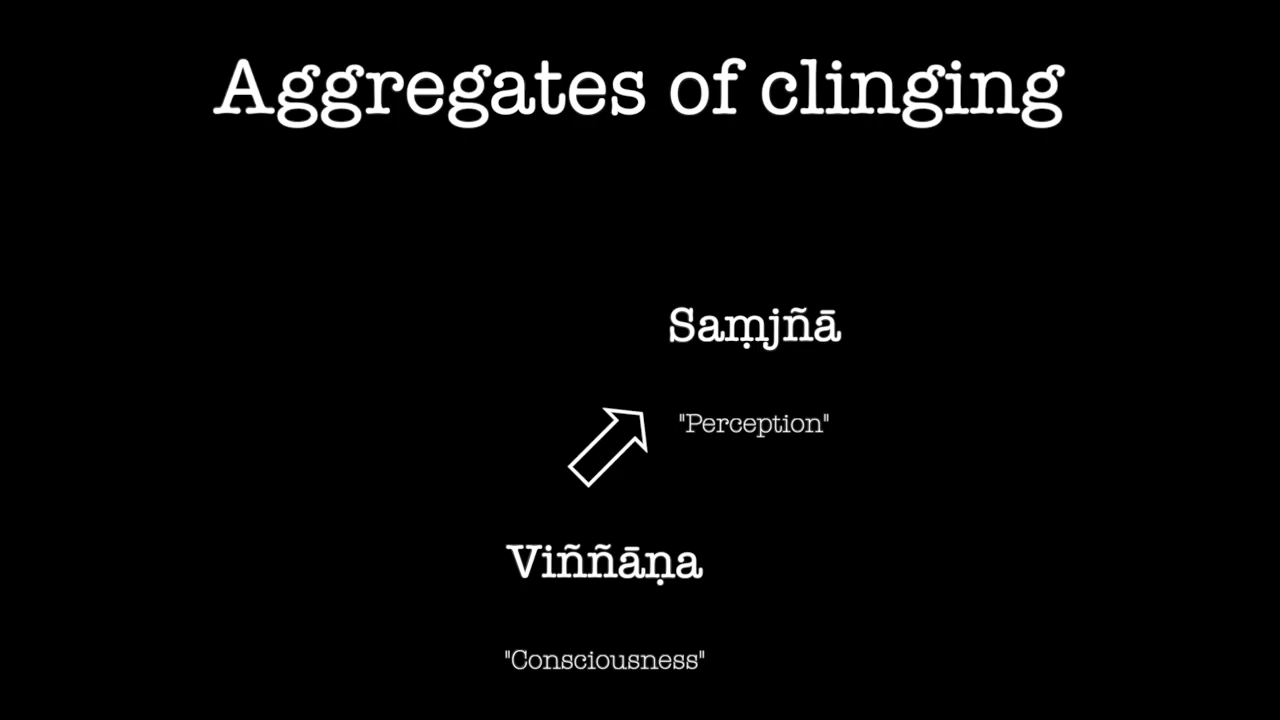 Aggregates of clinging
Saṃjñā
"Perception"
Viññāṇa
"Consciousness"